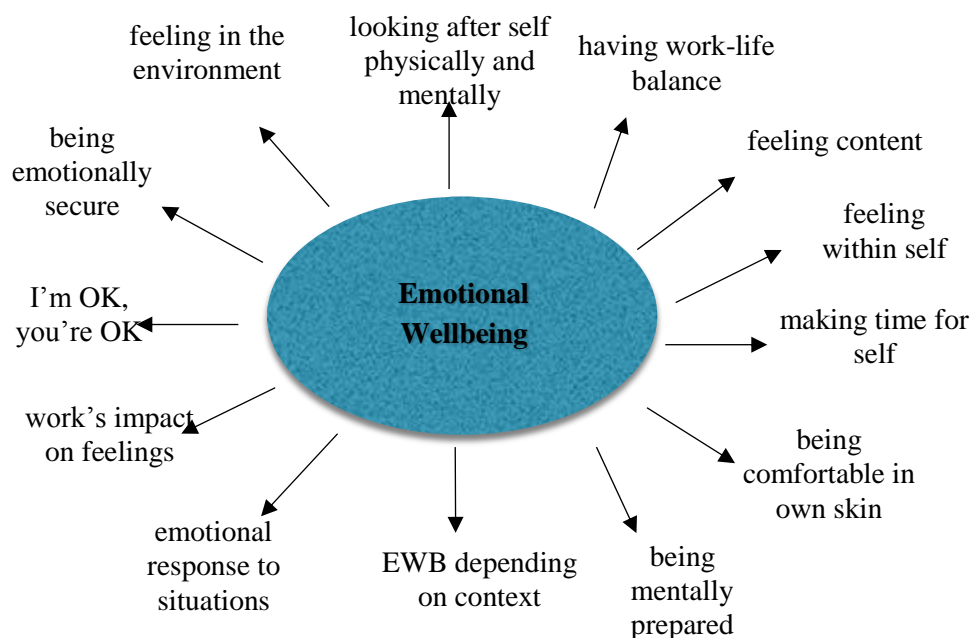 feeling in the
environment
looking after self
physically and
mentally
having work-life
balance
feeling content
feeling
within self
making time for
self
being
comfortable in
own skin
being
mentally
prepared
EWB depending
on context
emotional
response to
situations
work's impact
on feelings
I'm OK,
you're OK
being
emotionally
secure
Emotional
Wellbeing